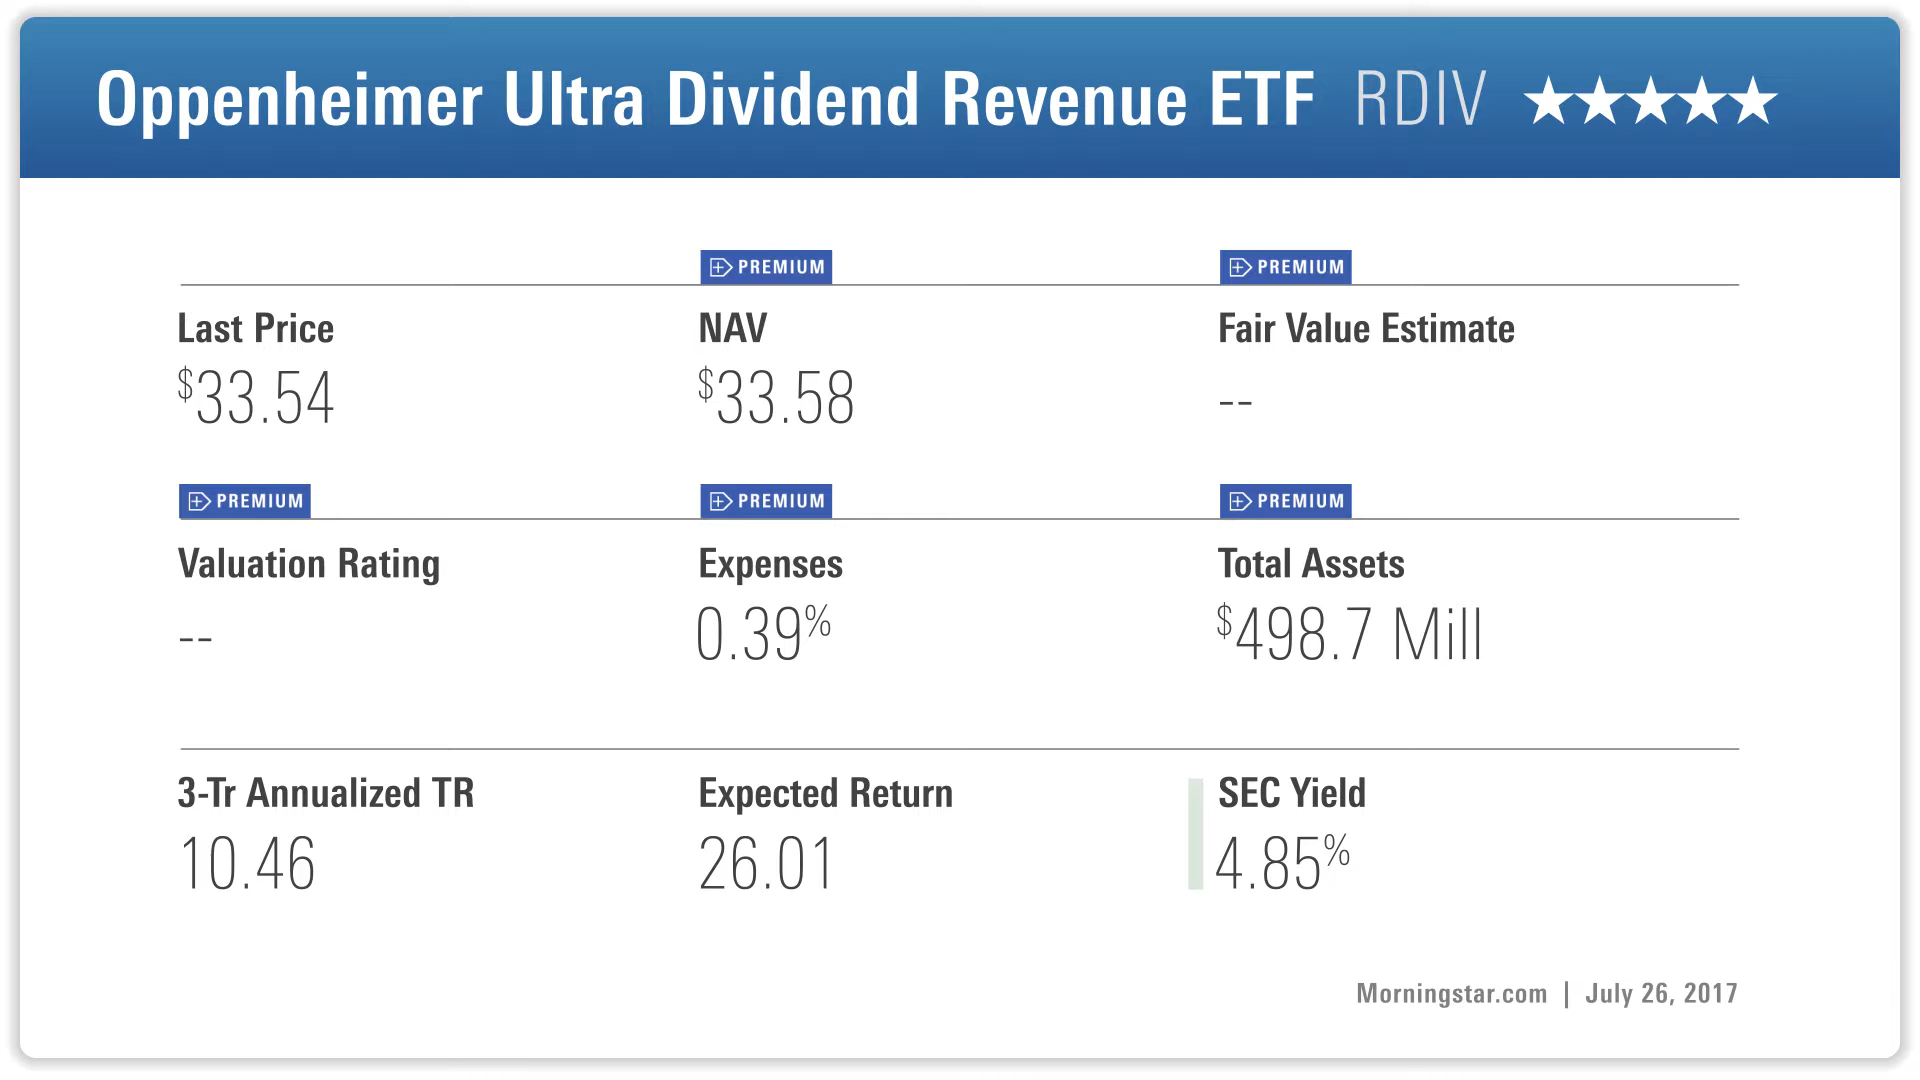 Oppenheimer Ultra Dividend Revenue ETF RDIV
PREMIUM PREMIUM
Last Price NAV Fair Value Estimate
$33.54 $33.58 --
PREMIUM PREMIUM PREMIUM
Valuation Rating Expenses Total Assets
-- 0.39% $498.7 Mill
3-Tr Annualized TR Expected Return SEC Yield
10.46 26.01 4.85%
Morningstar.com | July 26, 2017